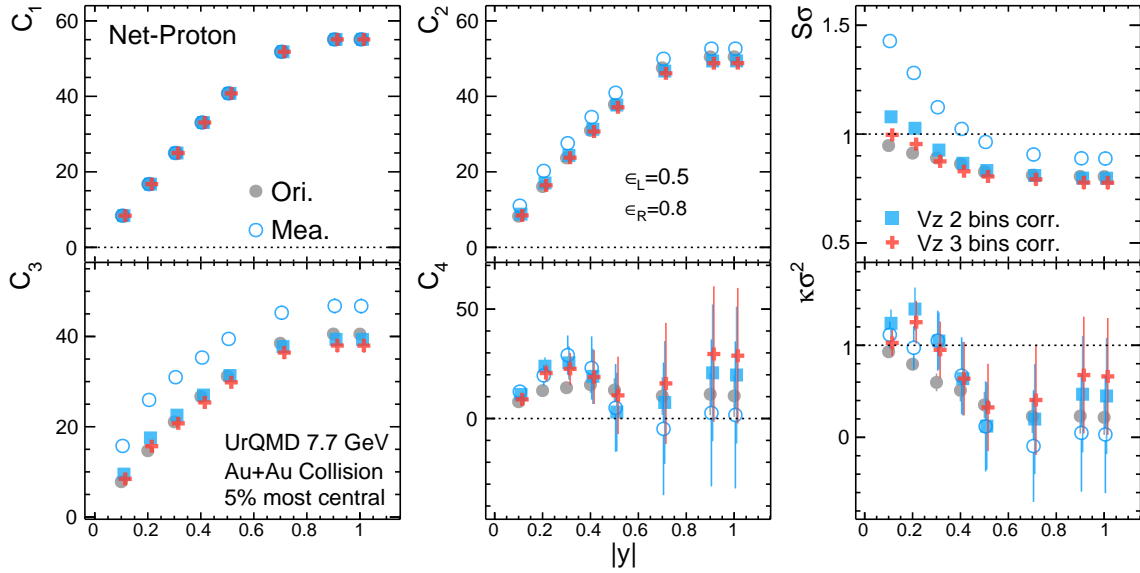 C₁
60
40
20
0
Net-Proton
Ori.
Mea.
C₂
60
40
20
0
ϵL=0.5
ϵR=0.8
Sσ
1.5
1
0.5
Vz 2 bins corr.
Vz 3 bins corr.
C₃
40
20
0
UrQMD 7.7 GeV
Au+Au Collision
5% most central
0 0.2 0.4 0.6 0.8 1
C₄
50
0
0 0.2 0.4 0.6 0.8 1
|y|
κσ²
1
0
0 0.2 0.4 0.6 0.8 1